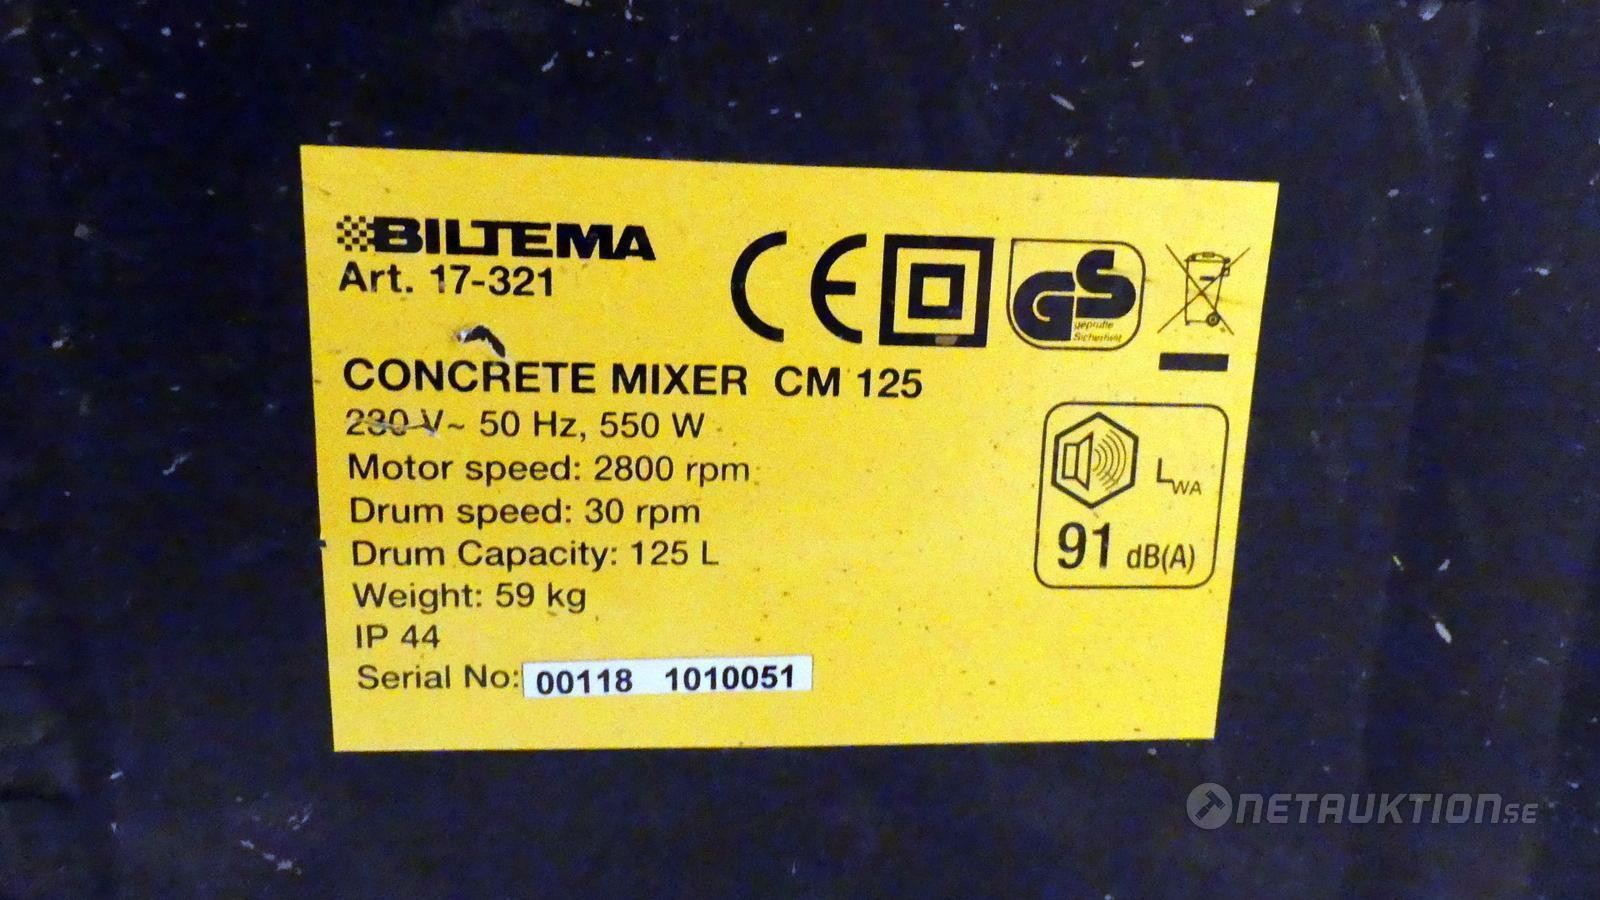 BILTEMA
Art. 17-321
CE
GS
geprüfte
Sicherheit
CONCRETE MIXER CM 125
230 V~ 50 Hz, 550 W
Motor speed: 2800 rpm
Drum speed: 30 rpm
Drum Capacity: 125 L
Weight: 59 kg
IP 44
Serial No: 00118 1010051
LWA
91 dB(A)
NETAUKTION.SE